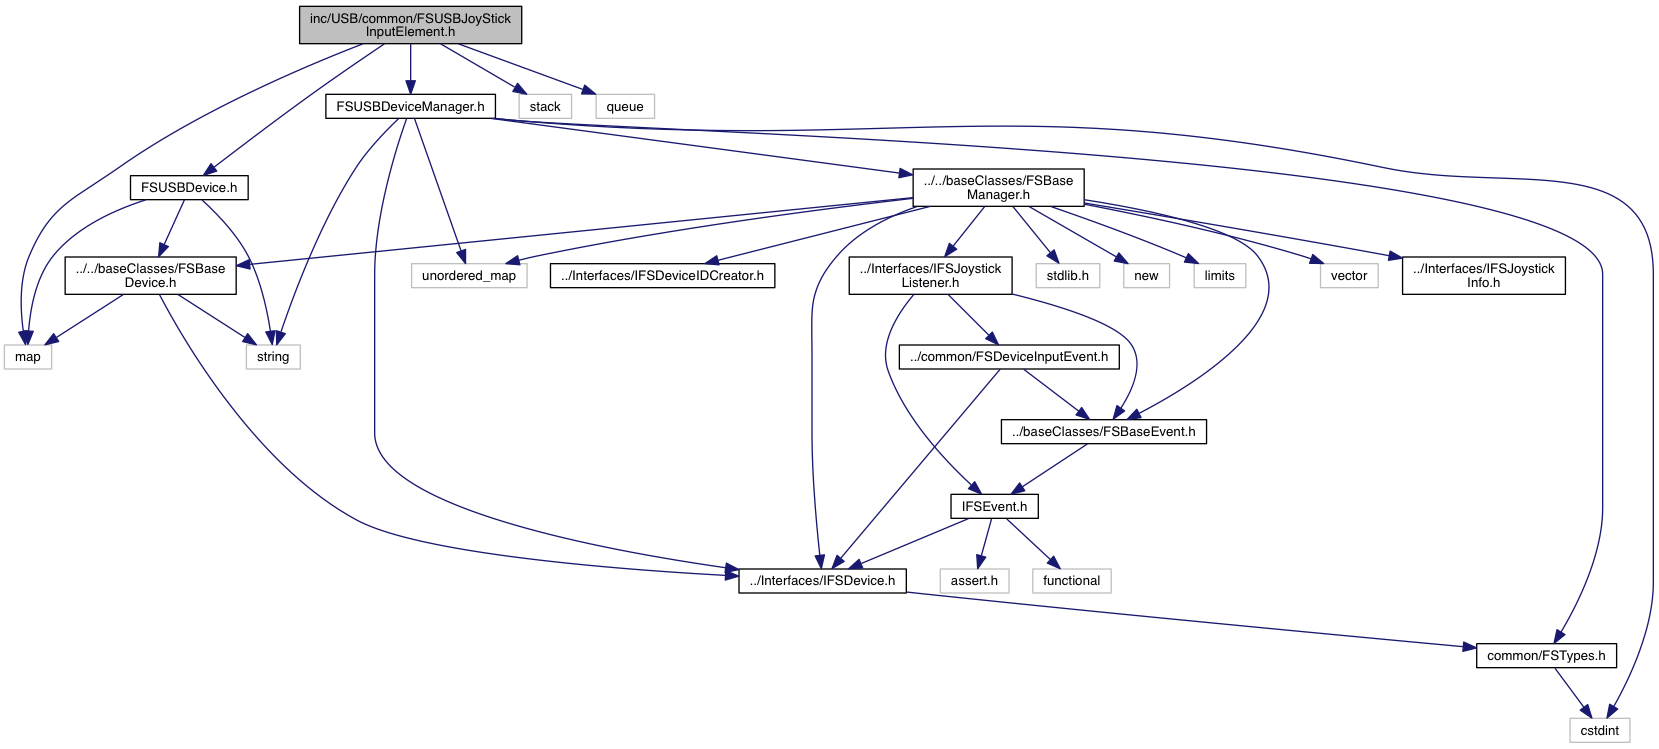 inc/USB/common/FSUSBJoyStick
InputElement.h
FSUSBDeviceManager.h
stack
queue
FSUSBDevice.h
../../baseClasses/FSBase
Manager.h
../../baseClasses/FSBase
Device.h
unordered_map
../Interfaces/IFSDeviceIDCreator.h
../Interfaces/IFSJoystick
Listener.h
stdlib.h
new
limits
vector
../Interfaces/IFSJoystick
Info.h
map
string
../common/FSDeviceInputEvent.h
../baseClasses/FSBaseEvent.h
IFSEvent.h
../Interfaces/IFSDevice.h
assert.h
functional
common/FSTypes.h
cstdint